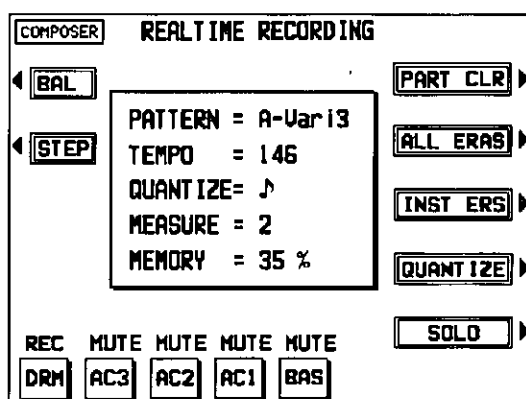 COMPOSER REALTIME RECORDING
BAL
STEP
PATTERN = A-Vari3
TEMPO = 146
QUANTIZE= ♪
MEASURE = 2
MEMORY = 35 %
PART CLR
ALL ERAS
INST ERS
QUANTIZE
SOLO
REC MUTE MUTE MUTE MUTE
DRM AC3 AC2 AC1 BAS